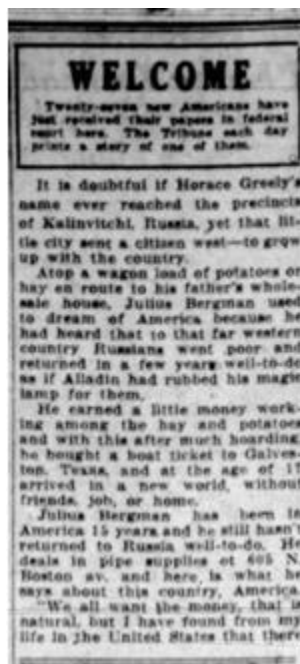 WELCOME
Twenty-seven new Americans have
just received their papers in federal
court here. The Tribune each day
prints a story of one of them.
It is doubtful if Horace Greely's
name ever reached the precincts
of Kalinvitchi, Russia, yet that lit-
tle city sent a citizen west—to grow
up with the country.
Atop a wagon load of potatoes or
hay en route to his father's whole-
sale house, Julius Bergman used
to dream of America because he
had heard that to that far western
country Russians went poor and
returned in a few years well-to-do
as if Alladin had rubbed his magic
lamp for them.
He earned a little money work-
ing among the hay and potatoes
and with this after much hoarding,
he bought a boat ticket to Galves-
ton, Texas, and at the age of
arrived in a new world, without
friends, job, or home.
Julius Bergman has been in
America 15 years and he still hasn't
returned to Russia well-to-do. He
deals in pipe supplies at 605 N.
Boston av. and here is what he
says about this country, America.
"We all want the money, that is
natural, but I have found from my
life in the United States that there